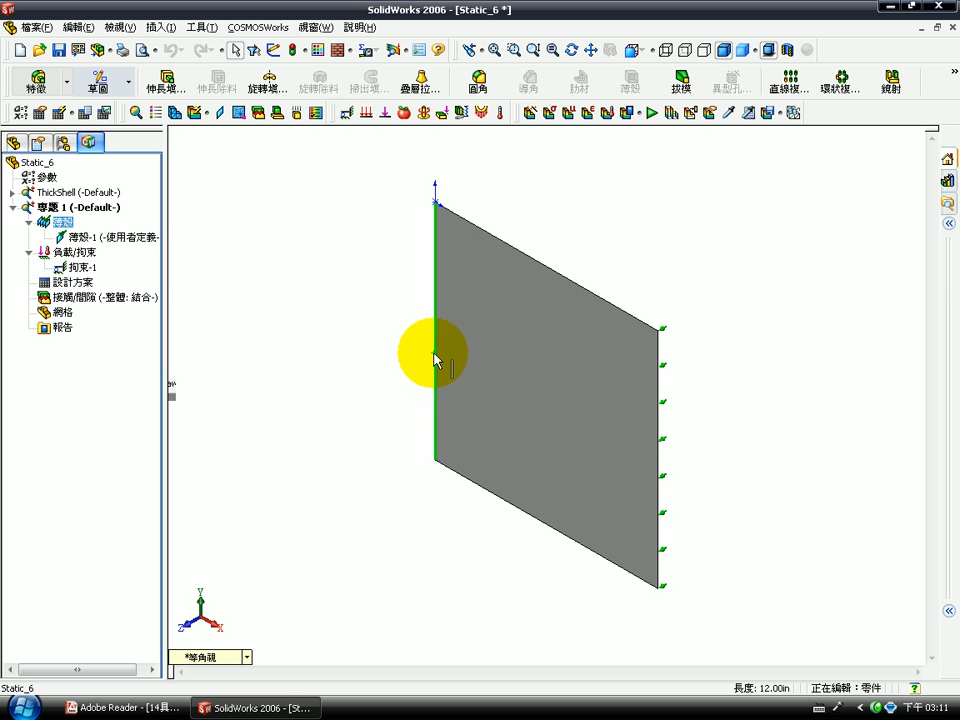 SolidWorks 2006 - [Static_6 *]
檔案(F) 編輯(E) 檢視(V) 插入(I) 工具(T) COSMOSWorks 視窗(W) 說明(H)
特徵 草圖 伸長填... 伸長除料 旋轉填... 旋轉除料 掃出填... 疊層拉... 圓角 導角 肋材 薄殼 拔模 異型孔... 直線複... 環狀複... 鏡射
Static_6
參數
ThickShell (-Default-)
專題 1 (-Default-)
薄殼
薄殼-1 (-使用者定義-
負載/拘束
拘束-1
設計方案
接觸/間隙 (-整體: 結合-)
網格
報告
Y
Z
X
*等角視
Static_6
長度: 12.00in
正在編輯：零件
Adobe Reader - [14具...
SolidWorks 2006 - [St...
下午 03:11